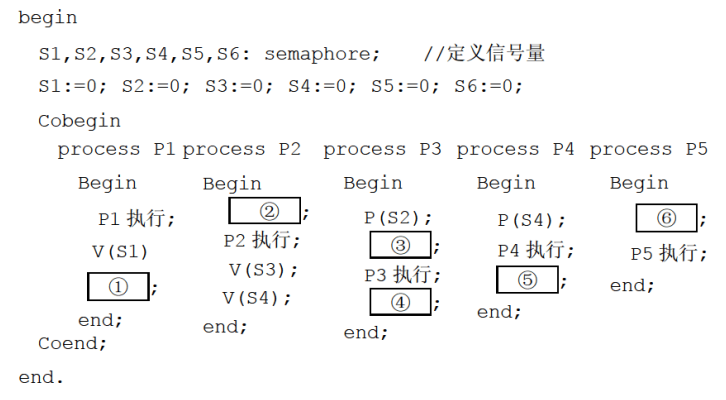 begin
S1,S2,S3,S4,S5,S6: semaphore; //定义信号量
S1:=0; S2:=0; S3:=0; S4:=0; S5:=0; S6:=0;
Cobegin
process P1 process P2 process P3 process P4 process P5
Begin Begin Begin Begin Begin
P1 执行; ② ; P(S2); P(S4); ⑥ ;
V(S1) P2 执行; ③ ; P4 执行; P5 执行;
① ; V(S3); P3 执行; ⑤ ; end;
end; V(S4); ④ ; end;
Coend; end; end;
end.